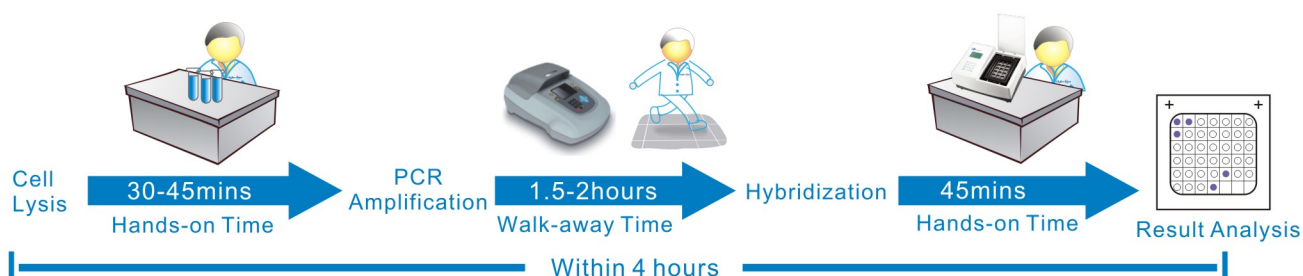 Cell
Lysis
30-45mins
Hands-on Time
PCR
Amplification
1.5-2hours
Walk-away Time
Hybridization
45mins
Hands-on Time
+ +
Result Analysis
Within 4 hours